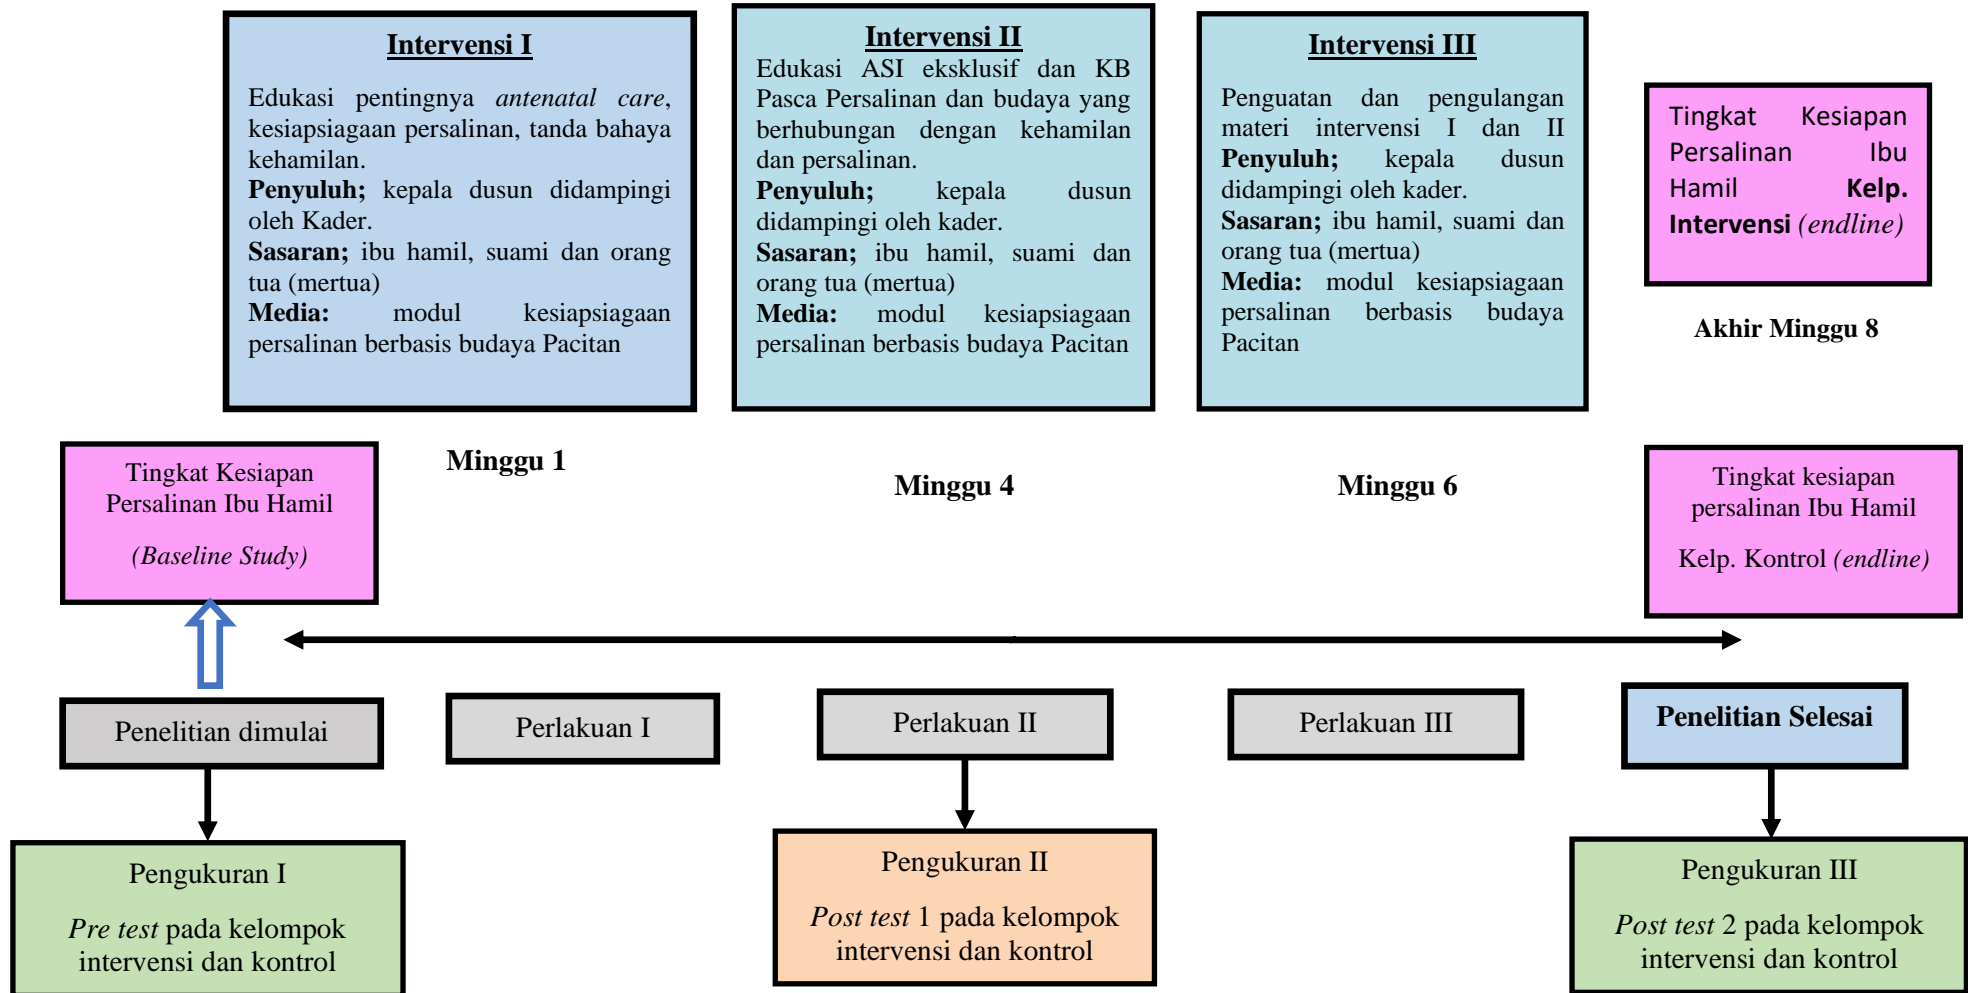 Intervensi I
Edukasi pentingnya antenatal care,
kesiapsiagaan persalinan, tanda bahaya
kehamilan.
Penyuluh; kepala dusun didampingi
oleh Kader.
Sasaran; ibu hamil, suami dan orang
tua (mertua)
Media: modul kesiapsiagaan
persalinan berbasis budaya Pacitan
Intervensi II
Edukasi ASI eksklusif dan KB
Pasca Persalinan dan budaya yang
berhubungan dengan kehamilan
dan persalinan.
Penyuluh; kepala dusun
didampingi oleh kader.
Sasaran; ibu hamil, suami dan
orang tua (mertua)
Media: modul kesiapsiagaan
persalinan berbasis budaya Pacitan
Intervensi III
Penguatan dan pengulangan
materi intervensi I dan II
Penyuluh; kepala dusun
didampingi oleh kader.
Sasaran; ibu hamil, suami dan
orang tua (mertua)
Media: modul kesiapsiagaan
persalinan berbasis budaya
Pacitan
Tingkat Kesiapan
Persalinan Ibu
Hamil Kelp.
Intervensi (endline)
Akhir Minggu 8
Minggu 1
Minggu 4
Minggu 6
Tingkat Kesiapan
Persalinan Ibu Hamil
(Baseline Study)
Tingkat kesiapan
persalinan Ibu Hamil
Kelp. Kontrol (endline)
Penelitian dimulai
Perlakuan I
Perlakuan II
Perlakuan III
Penelitian Selesai
Pengukuran I
Pre test pada kelompok
intervensi dan kontrol
Pengukuran II
Post test 1 pada kelompok
intervensi dan kontrol
Pengukuran III
Post test 2 pada kelompok
intervensi dan kontrol